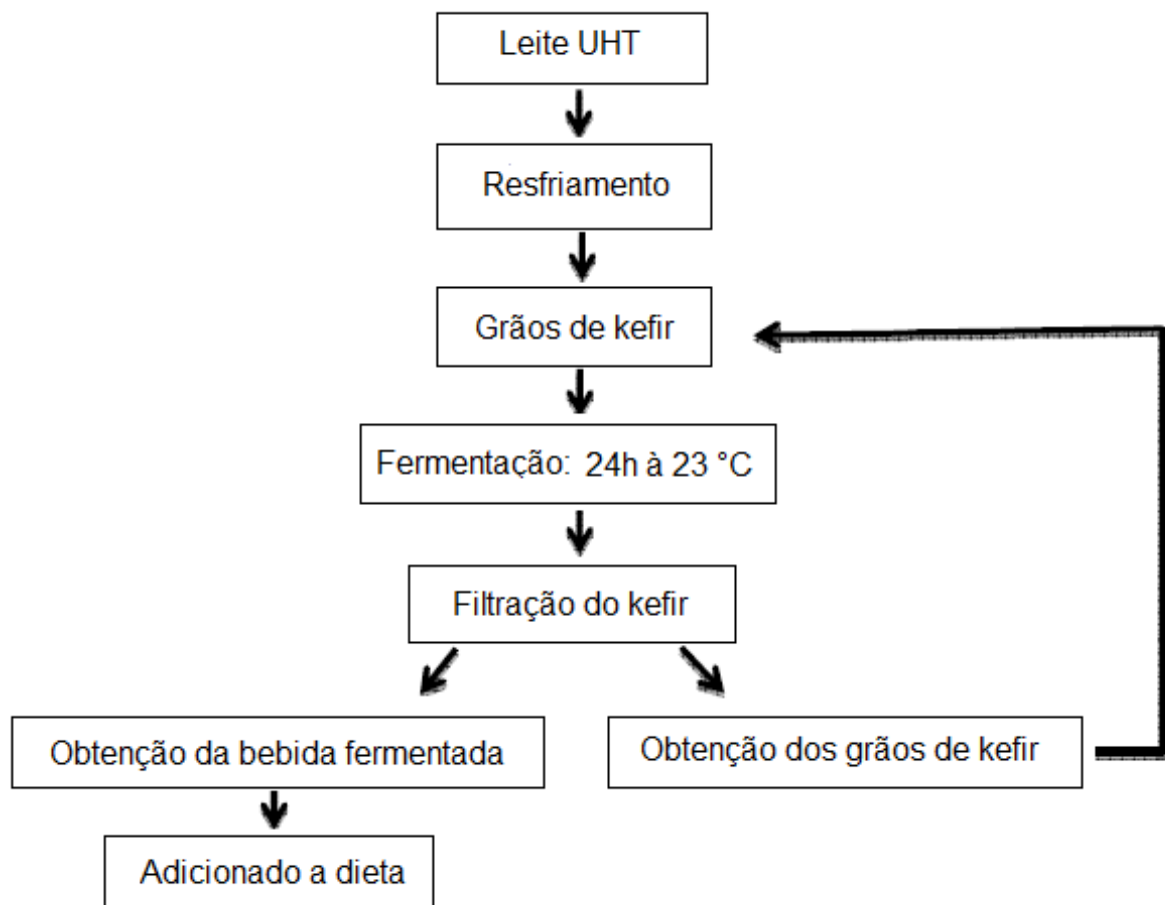 Leite UHT
Resfriamento
Grãos de kefir
Fermentação: 24h à 23 °C
Filtração do kefir
Obtenção da bebida fermentada
Obtenção dos grãos de kefir
Adicionado a dieta